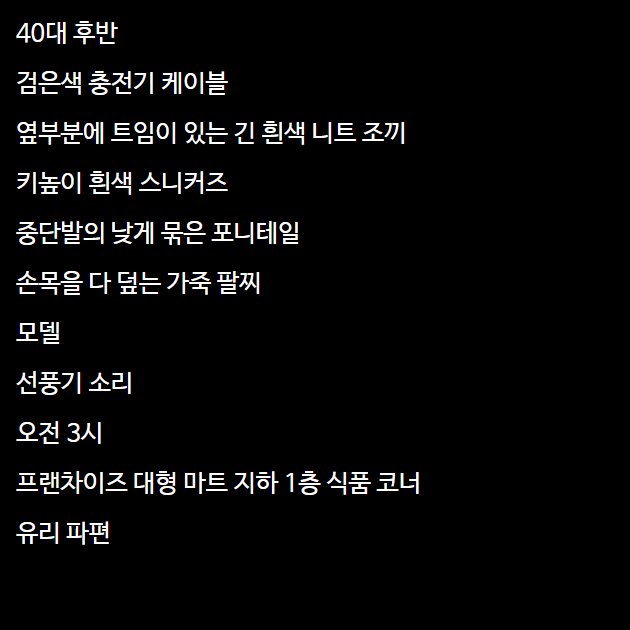 40대 후반
검은색 충전기 케이블
옆부분에 트임이 있는 긴 흰색 니트 조끼
키높이 흰색 스니커즈
중단발의 낮게 묶은 포니테일
손목을 다 덮는 가죽 팔찌
모델
선풍기 소리
오전 3시
프랜차이즈 대형 마트 지하 1층 식품 코너
유리 파편